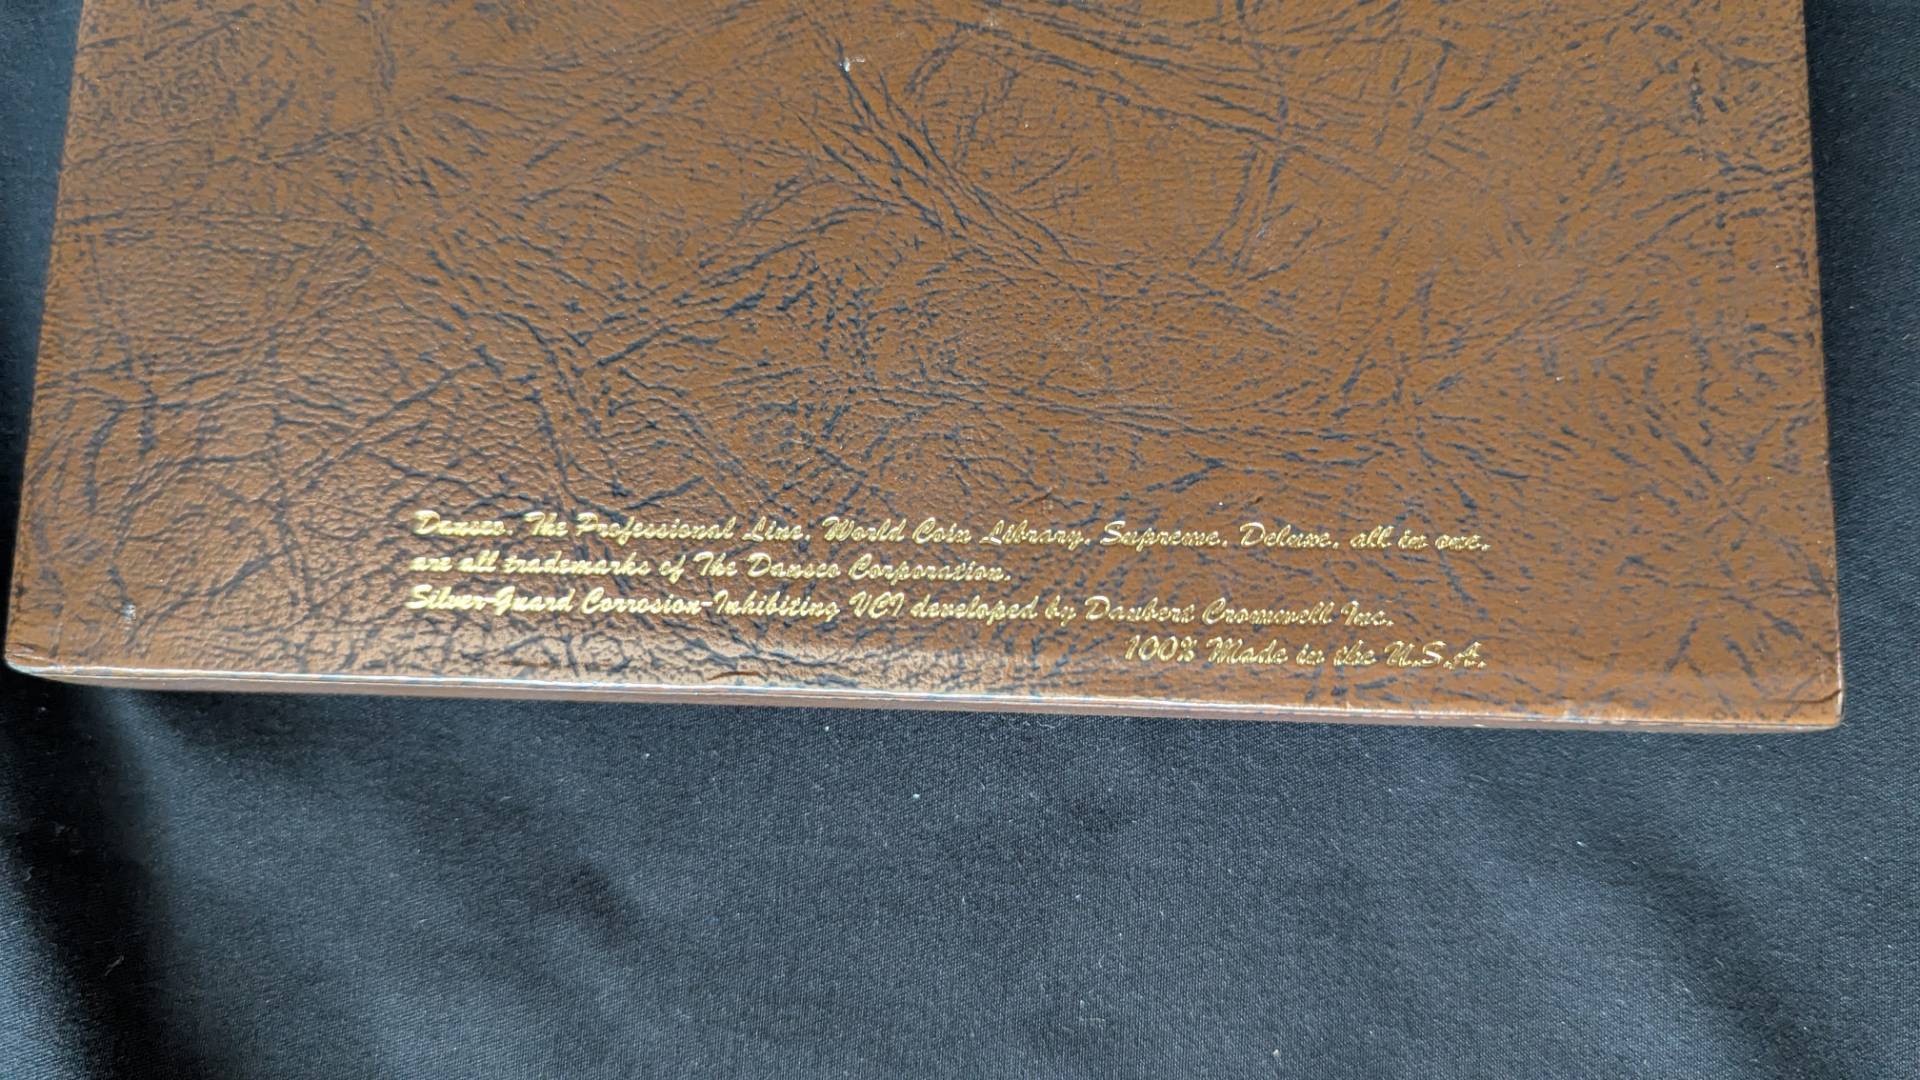 Dansco, The Professional Line, World Coin Library, Supreme, Deluxe, all in one,
are all trademarks of The Dansco Corporation.
Silver-Guard Corrosion-Inhibiting VCI developed by Daubert Cromwell Inc.
100% Made in the U.S.A.